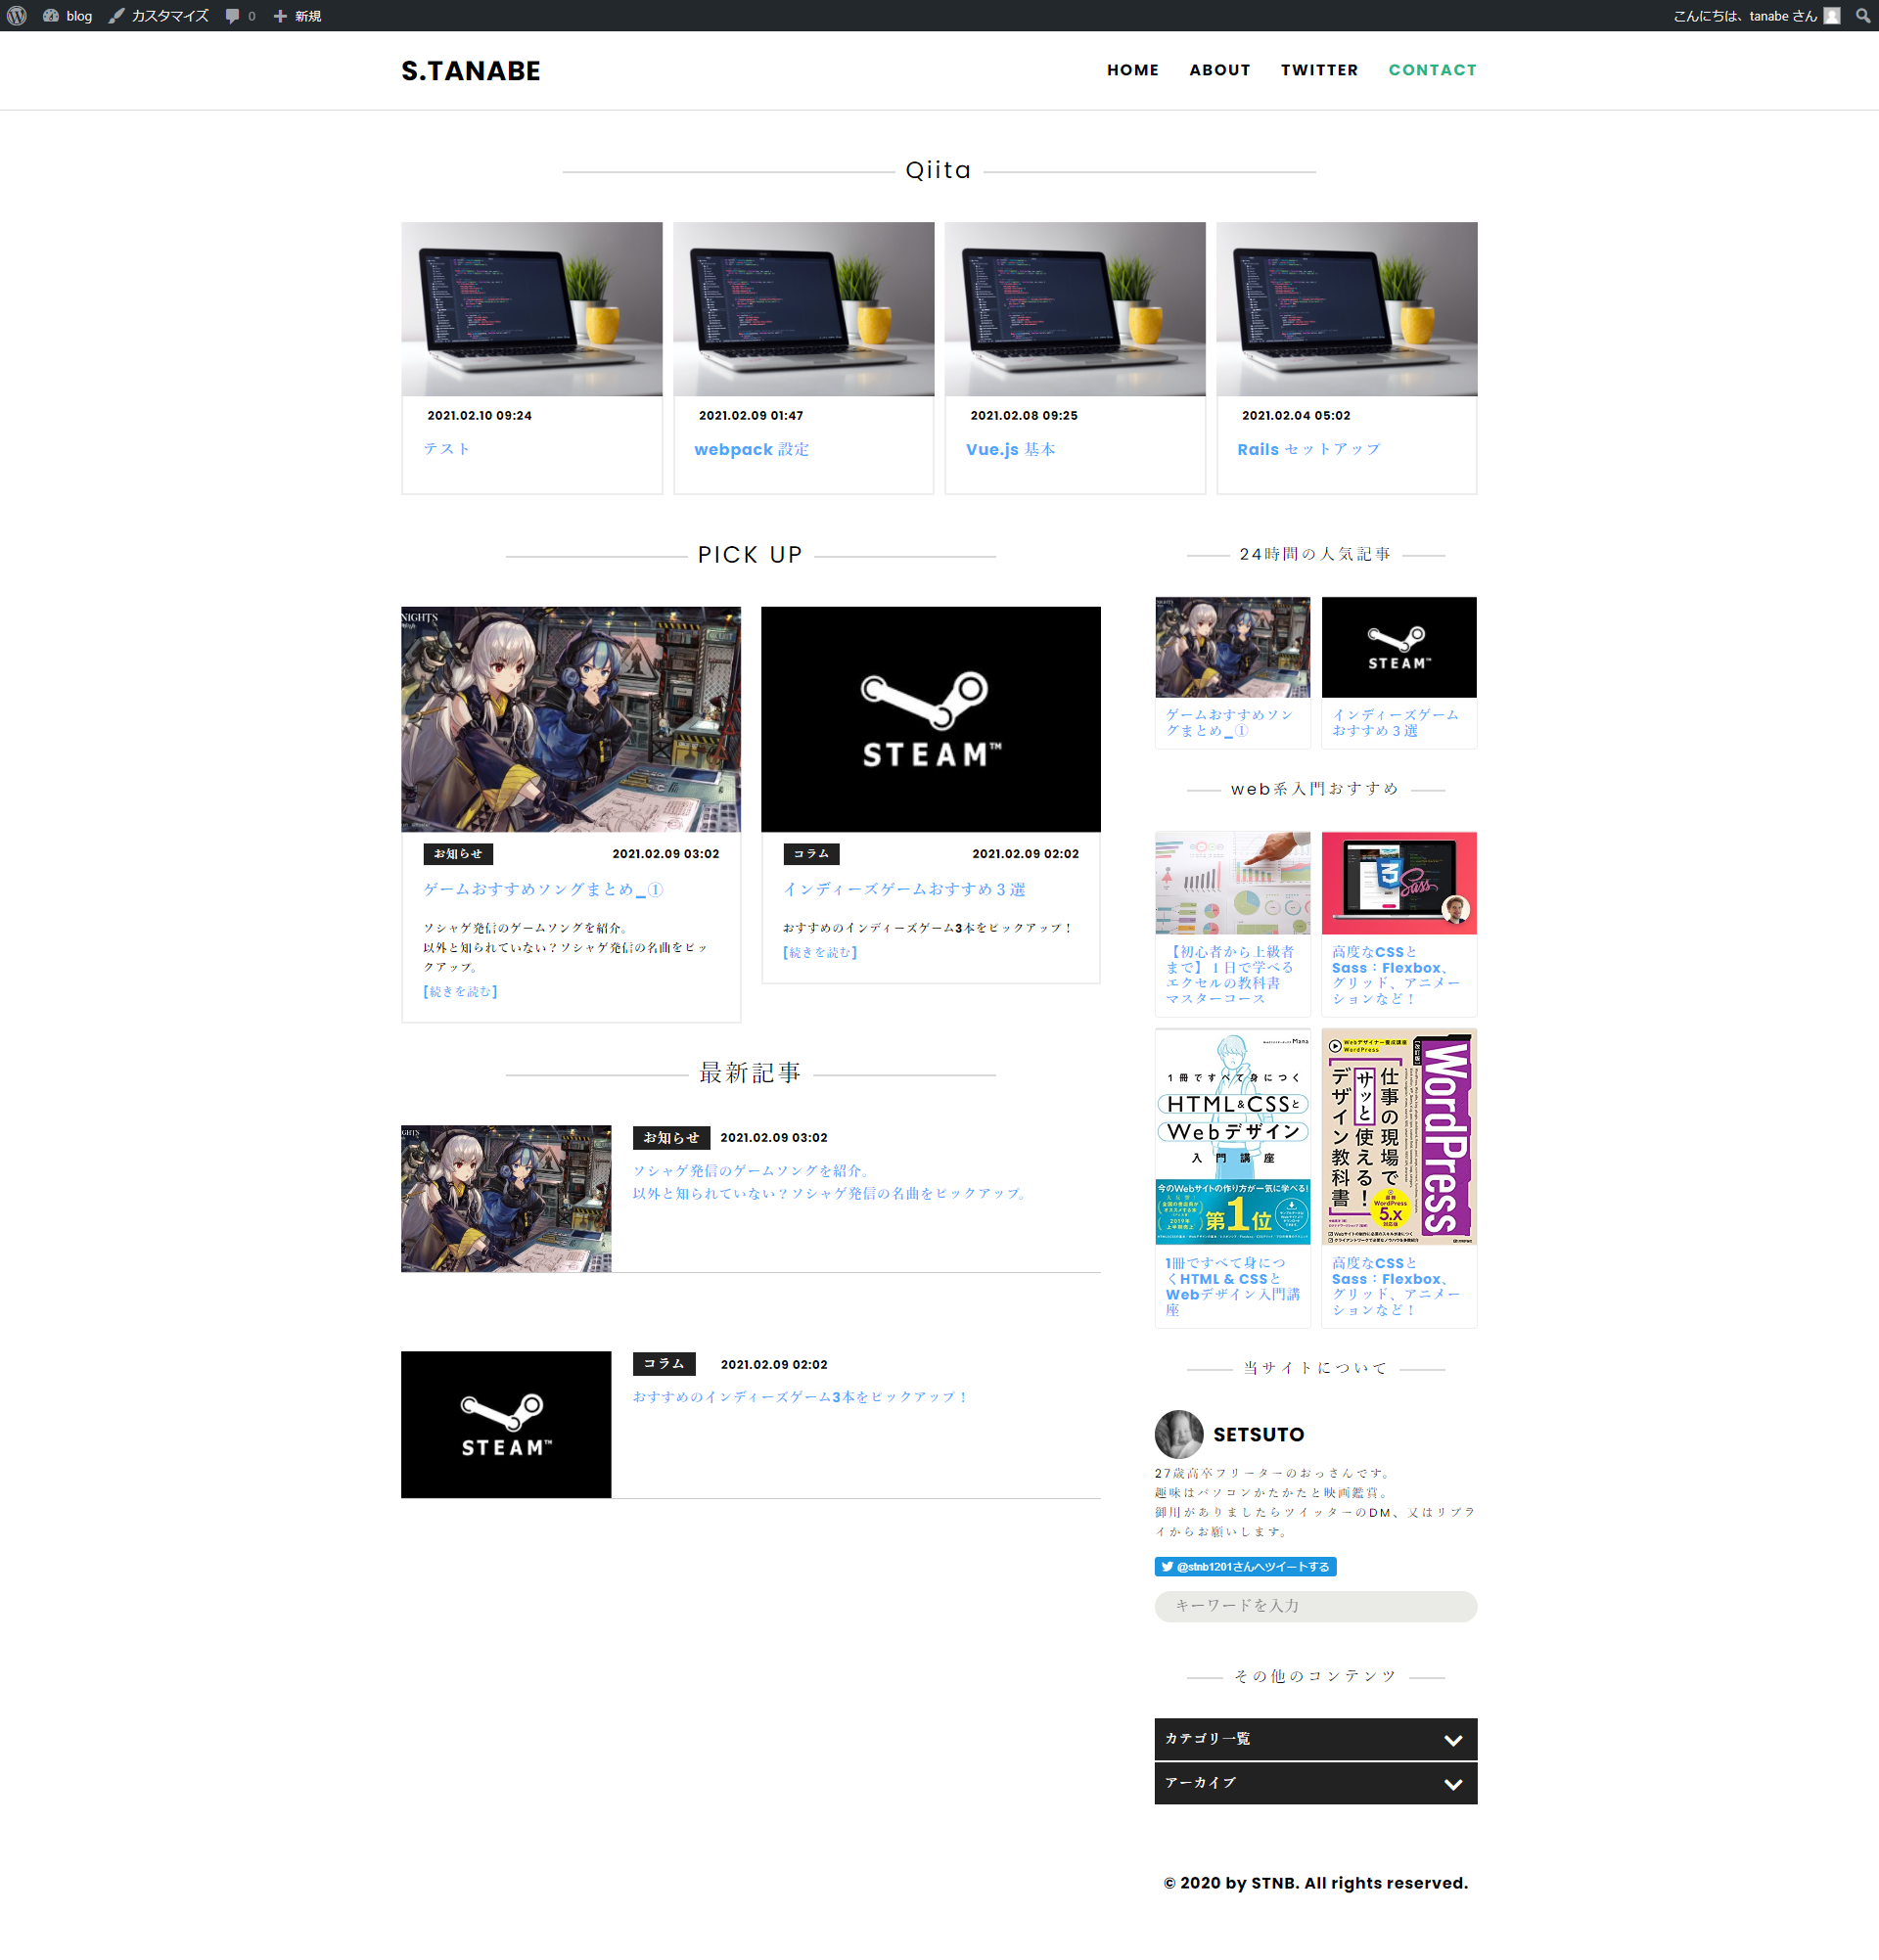 blog カスタマイズ 0 新規 こんにちは、tanabe さん
S.TANABE HOME ABOUT TWITTER CONTACT
Qiita
2021.02.10 09:24
テスト
2021.02.09 01:47
webpack 設定
2021.02.08 09:25
Vue.js 基本
2021.02.04 05:02
Rails セットアップ
PICK UP
NIGHTS
お知らせ 2021.02.09 03:02
ゲームおすすめソングまとめ_①
ソシャゲ発信のゲームソングを紹介。
以外と知られていない？ソシャゲ発信の名曲をピッ
クアップ。
[続きを読む]
STEAM™
コラム 2021.02.09 02:02
インディーズゲームおすすめ３選
おすすめのインディーズゲーム3本をピックアップ！
[続きを読む]
最新記事
お知らせ 2021.02.09 03:02
ソシャゲ発信のゲームソングを紹介。
以外と知られていない？ソシャゲ発信の名曲をピックアップ。
STEAM™
コラム 2021.02.09 02:02
おすすめのインディーズゲーム3本をピックアップ！
24時間の人気記事
ゲームおすすめソン
グまとめ_①
STEAM™
インディーズゲーム
おすすめ３選
web系入門おすすめ
【初心者から上級者
まで】１日で学べる
エクセルの教科書
マスターコース
3
Sass
高度なCSSと
Sass：Flexbox、
グリッド、アニメー
ションなど！
Mana
1冊ですべて身につく
HTML&CSSと
Webデザイン
入門講座
今のWebサイトの作り方が一気に学べる!
第1位
1冊ですべて身につ
くHTML & CSSと
Webデザイン入門講
座
Webデザイナー養成講座
WordPress
仕事の現場で
サッと使える!
デザイン教科書
WordPress
WordPress
5.x
対応版
高度なCSSと
Sass：Flexbox、
グリッド、アニメー
ションなど！
当サイトについて
SETSUTO
27歳高卒フリーターのおっさんです。
趣味はパソコンかたかたと映画鑑賞。
御川がありましたらツイッターのDM、又はリプラ
イからお願いします。
@stnb1201さんへツイートする
キーワードを入力
その他のコンテンツ
カテゴリ一覧
アーカイブ
© 2020 by STNB. All rights reserved.